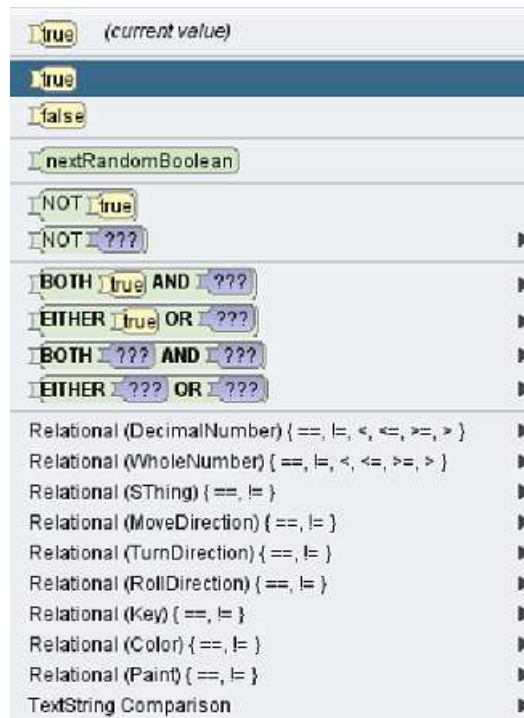 true (current value)
true
false
nextRandomBoolean
NOT true
NOT ???
BOTH true AND ???
EITHER true OR ???
BOTH ??? AND ???
EITHER ??? OR ???
Relational (DecimalNumber) { ==, !=, <, <=, >=, > }
Relational (WholeNumber) { ==, !=, <, <=, >=, > }
Relational (SThing) { ==, != }
Relational (MoveDirection) { ==, != }
Relational (TurnDirection) { ==, != }
Relational (RollDirection) { ==, != }
Relational (Key) { ==, != }
Relational (Color) { ==, != }
Relational (Paint) { ==, != }
TextString Comparison